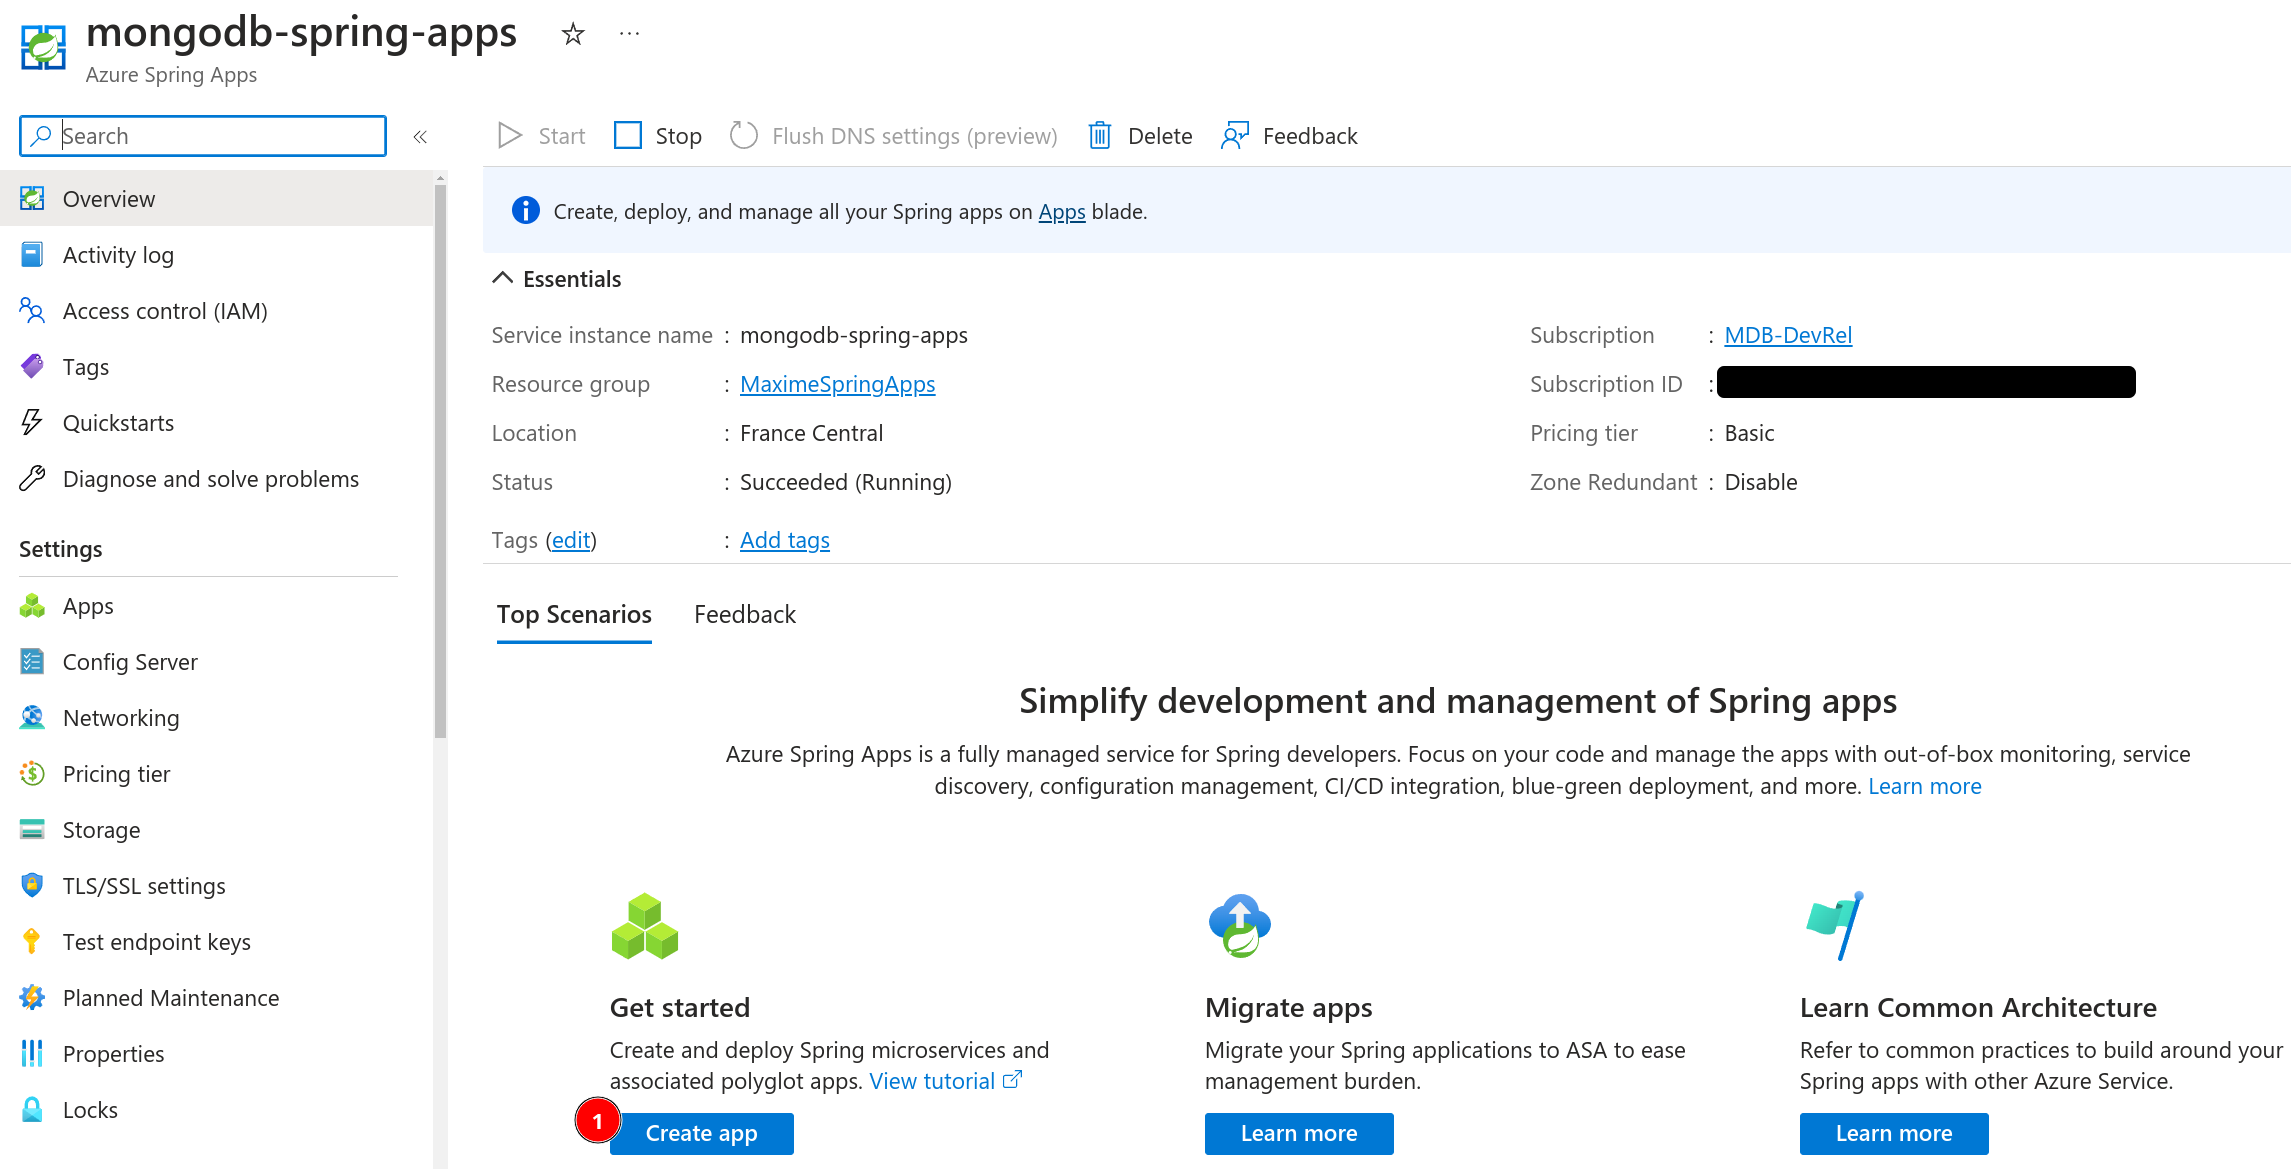 mongodb-spring-apps
Azure Spring Apps
Search
Start Stop Flush DNS settings (preview) Delete Feedback
Overview
Activity log
Access control (IAM)
Tags
Quickstarts
Diagnose and solve problems
Settings
Apps
Config Server
Networking
Pricing tier
Storage
TLS/SSL settings
Test endpoint keys
Planned Maintenance
Properties
Locks
Create, deploy, and manage all your Spring apps on Apps blade.
Essentials
Service instance name : mongodb-spring-apps
Resource group : MaximeSpringApps
Location : France Central
Status : Succeeded (Running)
Tags (edit) : Add tags
Subscription : MDB-DevRel
Subscription ID :
Pricing tier : Basic
Zone Redundant : Disable
Top Scenarios Feedback
Simplify development and management of Spring apps
Azure Spring Apps is a fully managed service for Spring developers. Focus on your code and manage the apps with out-of-box monitoring, service
discovery, configuration management, CI/CD integration, blue-green deployment, and more. Learn more
Get started
Create and deploy Spring microservices and
associated polyglot apps. View tutorial
1
Create app
Migrate apps
Migrate your Spring applications to ASA to ease
management burden.
Learn more
Learn Common Architecture
Refer to common practices to build around your
Spring apps with other Azure Service.
Learn more